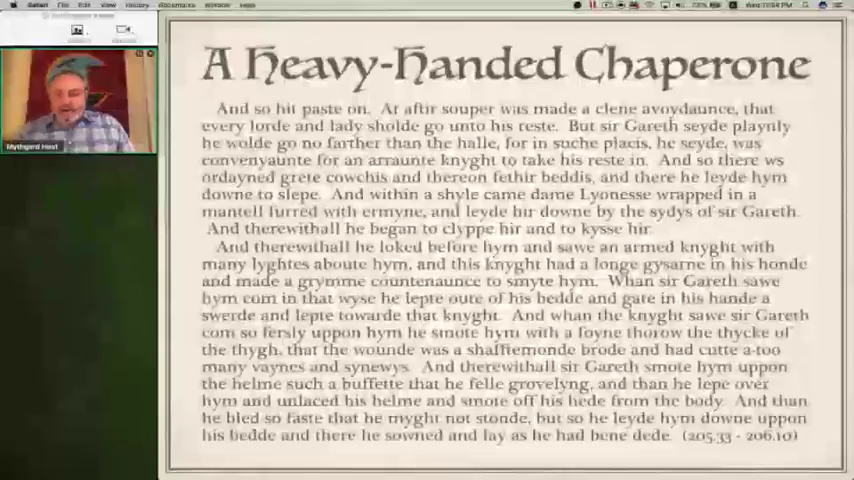 Safari File Edit View History Bookmarks Window Help
Mythgard Host
A Heavy-Handed Chaperone
And so hit paste on. At aftir souper was made a clene avoydaunce, that
every lorde and lady sholde go unto his reste. But sir Gareth seyde playnly
he wolde go no farther than the halle, for in suche placis, he seyde, was
convenyaunte for an arraunte knyght to take his reste in. And so there ws
ordayned grete cowchis and thereon fethir beddis, and there he leyde hym
downe to slepe. And within a shyle came dame Lyonesse wrapped in a
mantell furred with ermyne, and leyde hir downe by the sydys of sir Gareth.
And therewithall he began to clyppe hir and to kysse hir.
And therewithall he loked before hym and sawe an armed knyght with
many lyghtes aboute hym, and this knyght had a longe gysarne in his honde
and made a grymme countenaunce to smyte hym. Whan sir Gareth sawe
hym com in that wyse he lepte oute of his bedde and gate in his hande a
swerde and lepte towarde that knyght. And whan the knyght sawe sir Gareth
com so fersly uppon hym he smote hym with a foyne thorow the thycke of
the thygh, that the wounde was a shafftemonde brode and had cutte a-too
many vaynes and synewys. And therewithall sir Gareth smote hym uppon
the helme such a buffette that he felle grovelyng, and than he lepe over
hym and unlaced his helme and smote off his hede from the body. And than
he bled so faste that he myght not stonde, but so he leyde hym downe uppon
his bedde and there he sowned and lay as he had bene dede. (205.33 - 206.10)